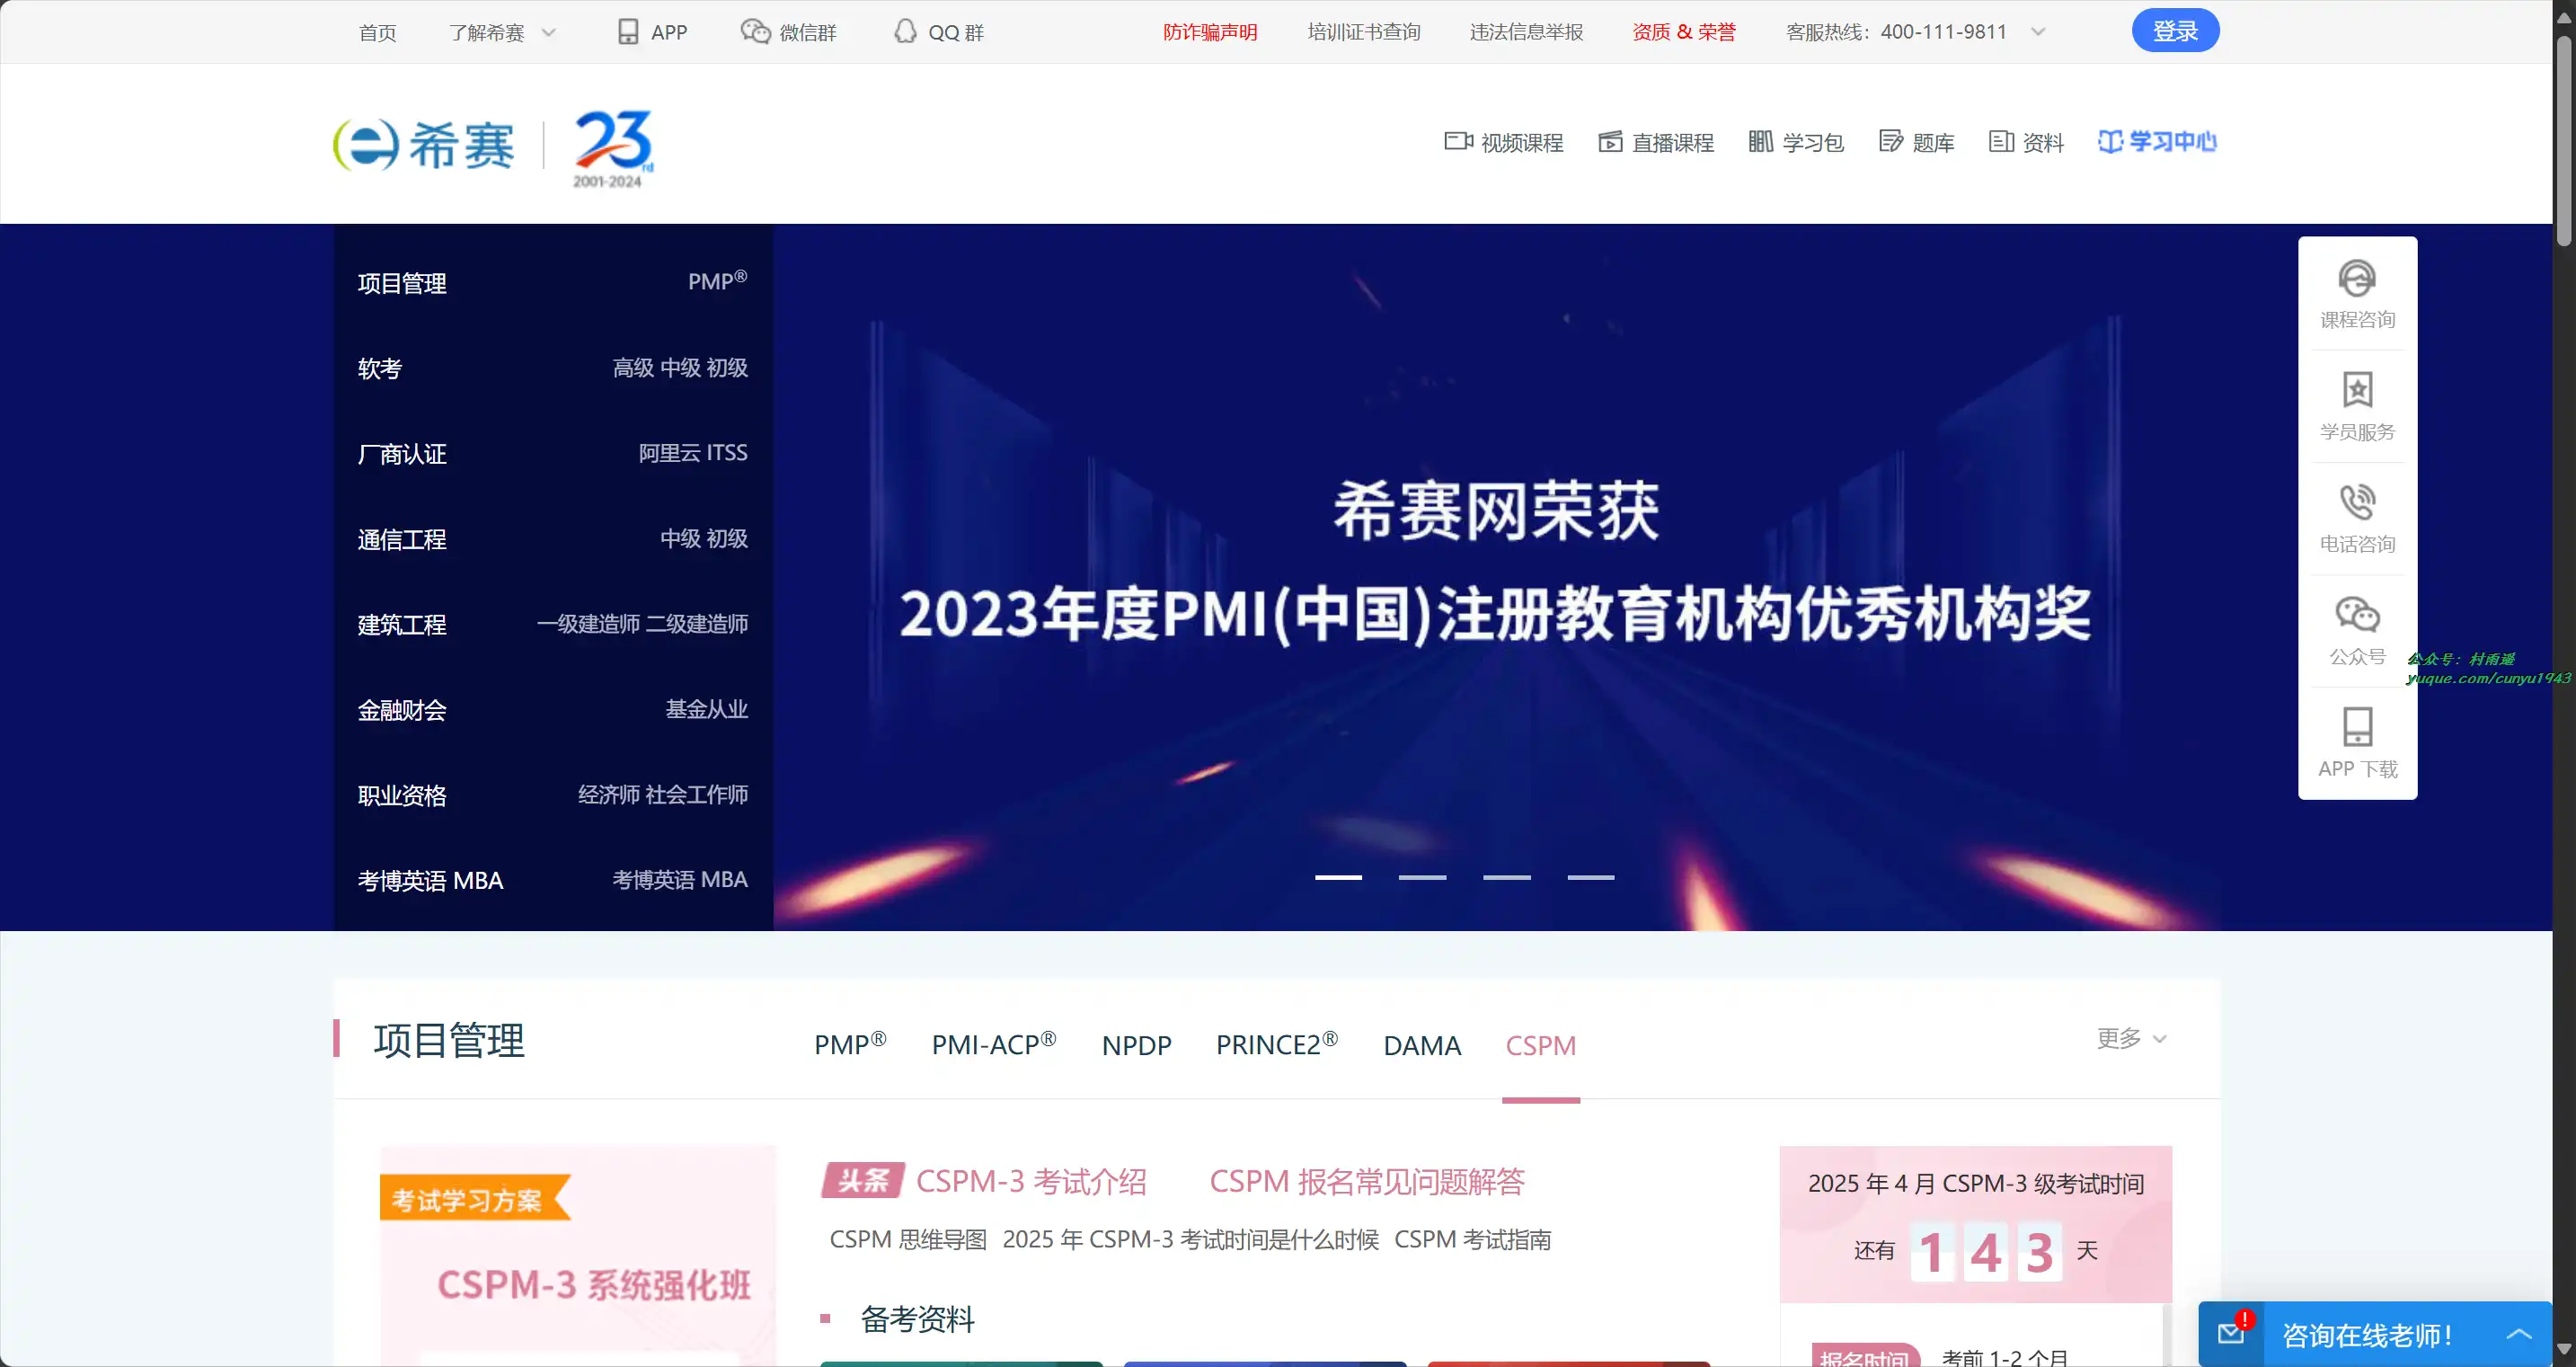 首页 了解希赛 APP 微信群 QQ 群 防诈骗声明 培训证书查询 违法信息举报 资质 & 荣誉 客服热线：400-111-9811 登录
希赛 23rd
2001-2024
视频课程 直播课程 学习包 题库 资料 学习中心
项目管理 PMP®
软考 高级 中级 初级
厂商认证 阿里云 ITSS
通信工程 中级 初级
建筑工程 一级建造师 二级建造师
金融财会 基金从业
职业资格 经济师 社会工作师
考博英语 MBA 考博英语 MBA
希赛网荣获
2023年度PMI(中国)注册教育机构优秀机构奖
课程咨询
学员服务
电话咨询
公众号
APP 下载
公众号：村雨遥
yuque.com/cunyu1943
项目管理 PMP® PMI-ACP® NPDP PRINCE2® DAMA CSPM 更多
考试学习方案
CSPM-3 系统强化班
头条 CSPM-3 考试介绍 CSPM 报名常见问题解答
CSPM 思维导图 2025 年 CSPM-3 考试时间是什么时候 CSPM 考试指南
备考资料
2025 年 4 月 CSPM-3 级考试时间
还有 1 4 3 天
报名时间 考前 1-2 个月
咨询在线老师！